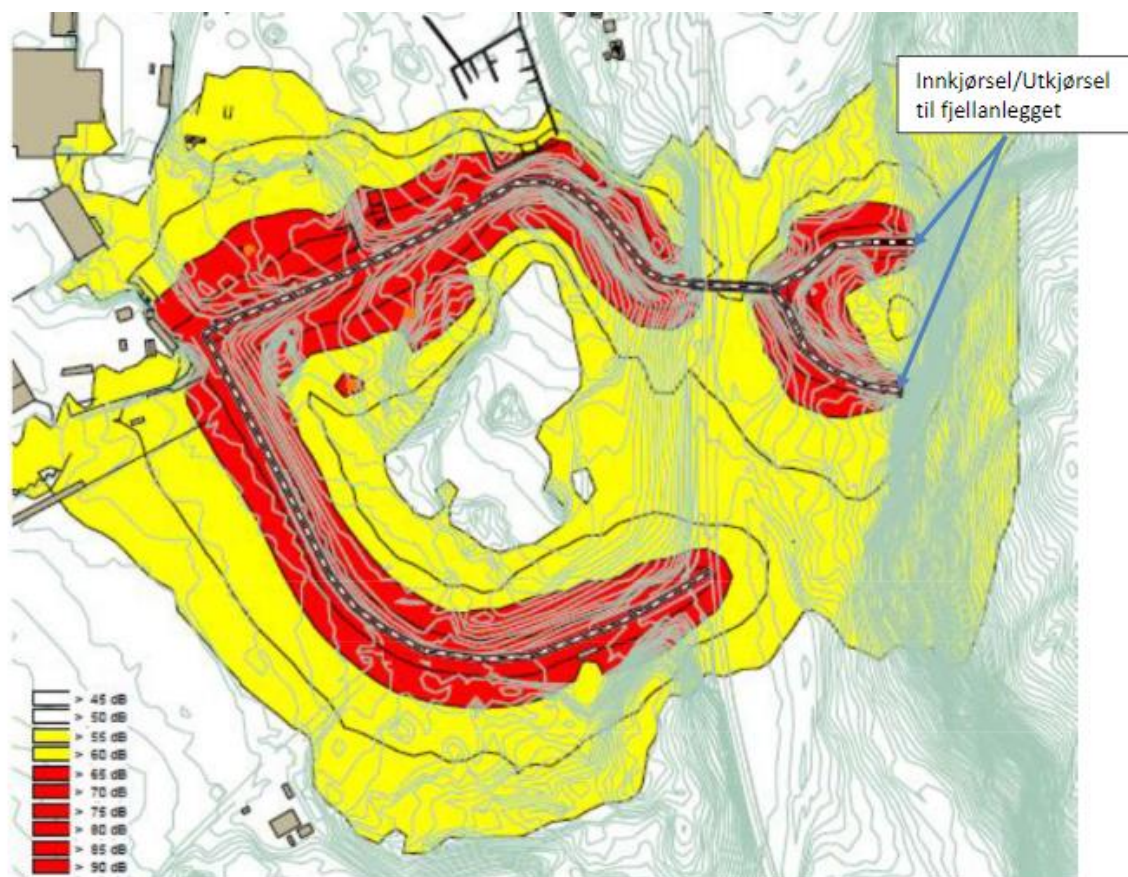 Innkjørsel/Utkjørsel
til fjellanlegget
> 45 dB
> 50 dB
> 55 dB
> 60 dB
> 65 dB
> 70 dB
> 75 dB
> 80 dB
> 85 dB
> 90 dB